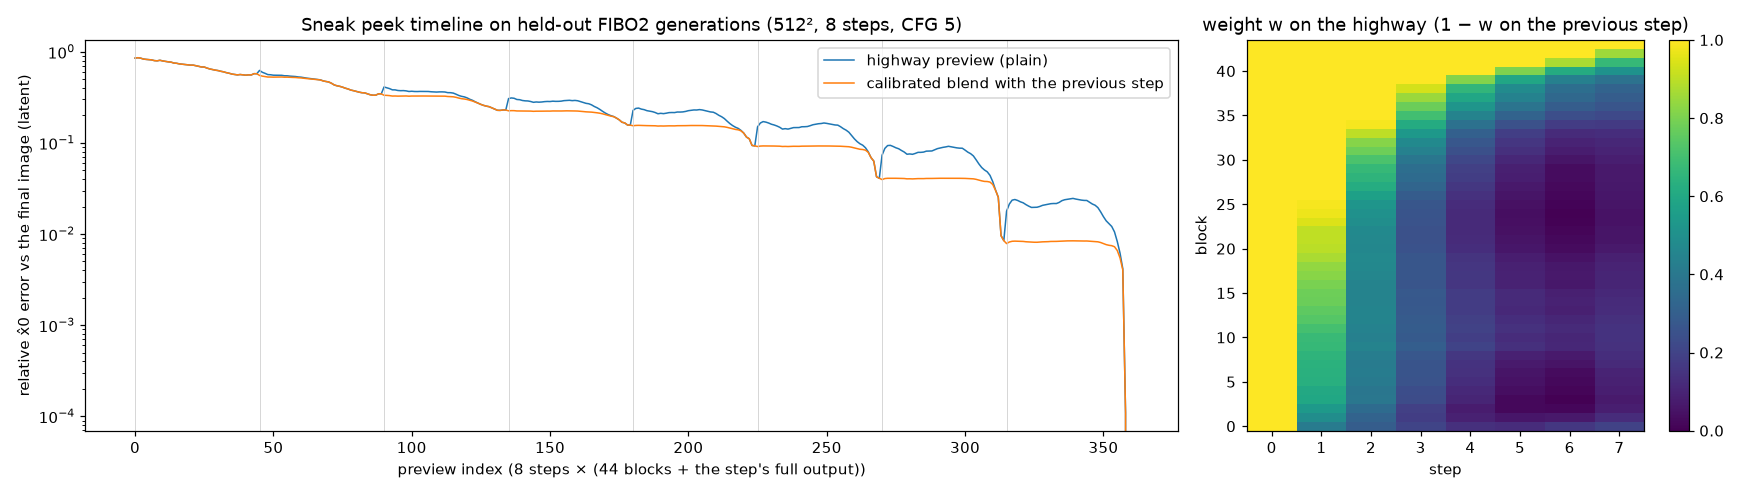 Sneak peek timeline on held-out FIBO2 generations (512², 8 steps, CFG 5)
relative x̂0 error vs the final image (latent)
10⁰
10⁻¹
10⁻²
10⁻³
10⁻⁴
highway preview (plain)
calibrated blend with the previous step
0 50 100 150 200 250 300 350
preview index (8 steps × (44 blocks + the step's full output))
weight w on the highway (1 − w on the previous step)
block
40
35
30
25
20
15
10
5
0
0 1 2 3 4 5 6 7
step
1.0
0.8
0.6
0.4
0.2
0.0